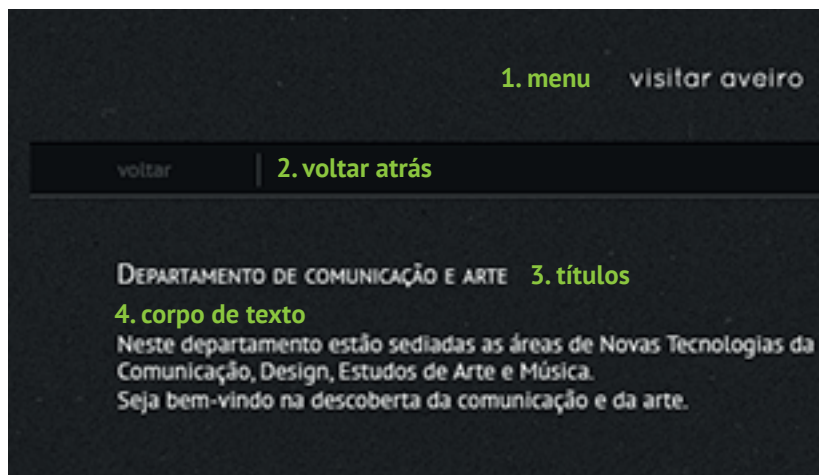 1. menu visitar aveiro
voltar 2. voltar atrás
Departamento de comunicação e arte 3. títulos
4. corpo de texto
Neste departamento estão sediadas as áreas de Novas Tecnologias da
Comunicação, Design, Estudos de Arte e Música.
Seja bem-vindo na descoberta da comunicação e da arte.